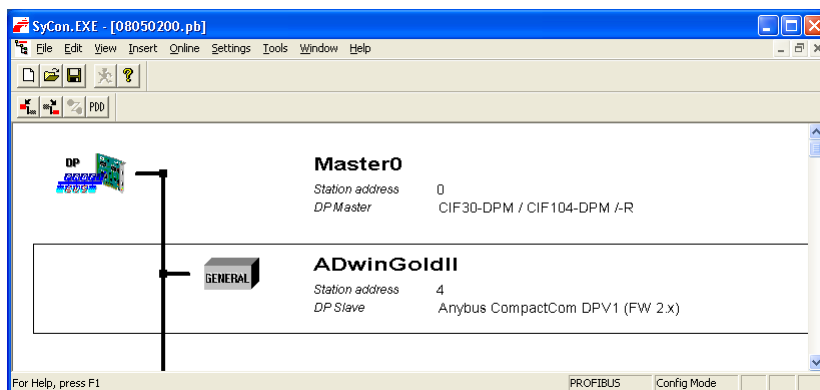 SyCon.EXE - [08050200.pb]
File Edit View Insert Online Settings Tools Window Help
PDD
DP
Master0
Station address 0
DP Master CIF30-DPM / CIF104-DPM /-R
GENERAL
ADwinGoldII
Station address 4
DP Slave Anybus CompactCom DPV1 (FW 2.x)
For Help, press F1 PROFIBUS Config Mode